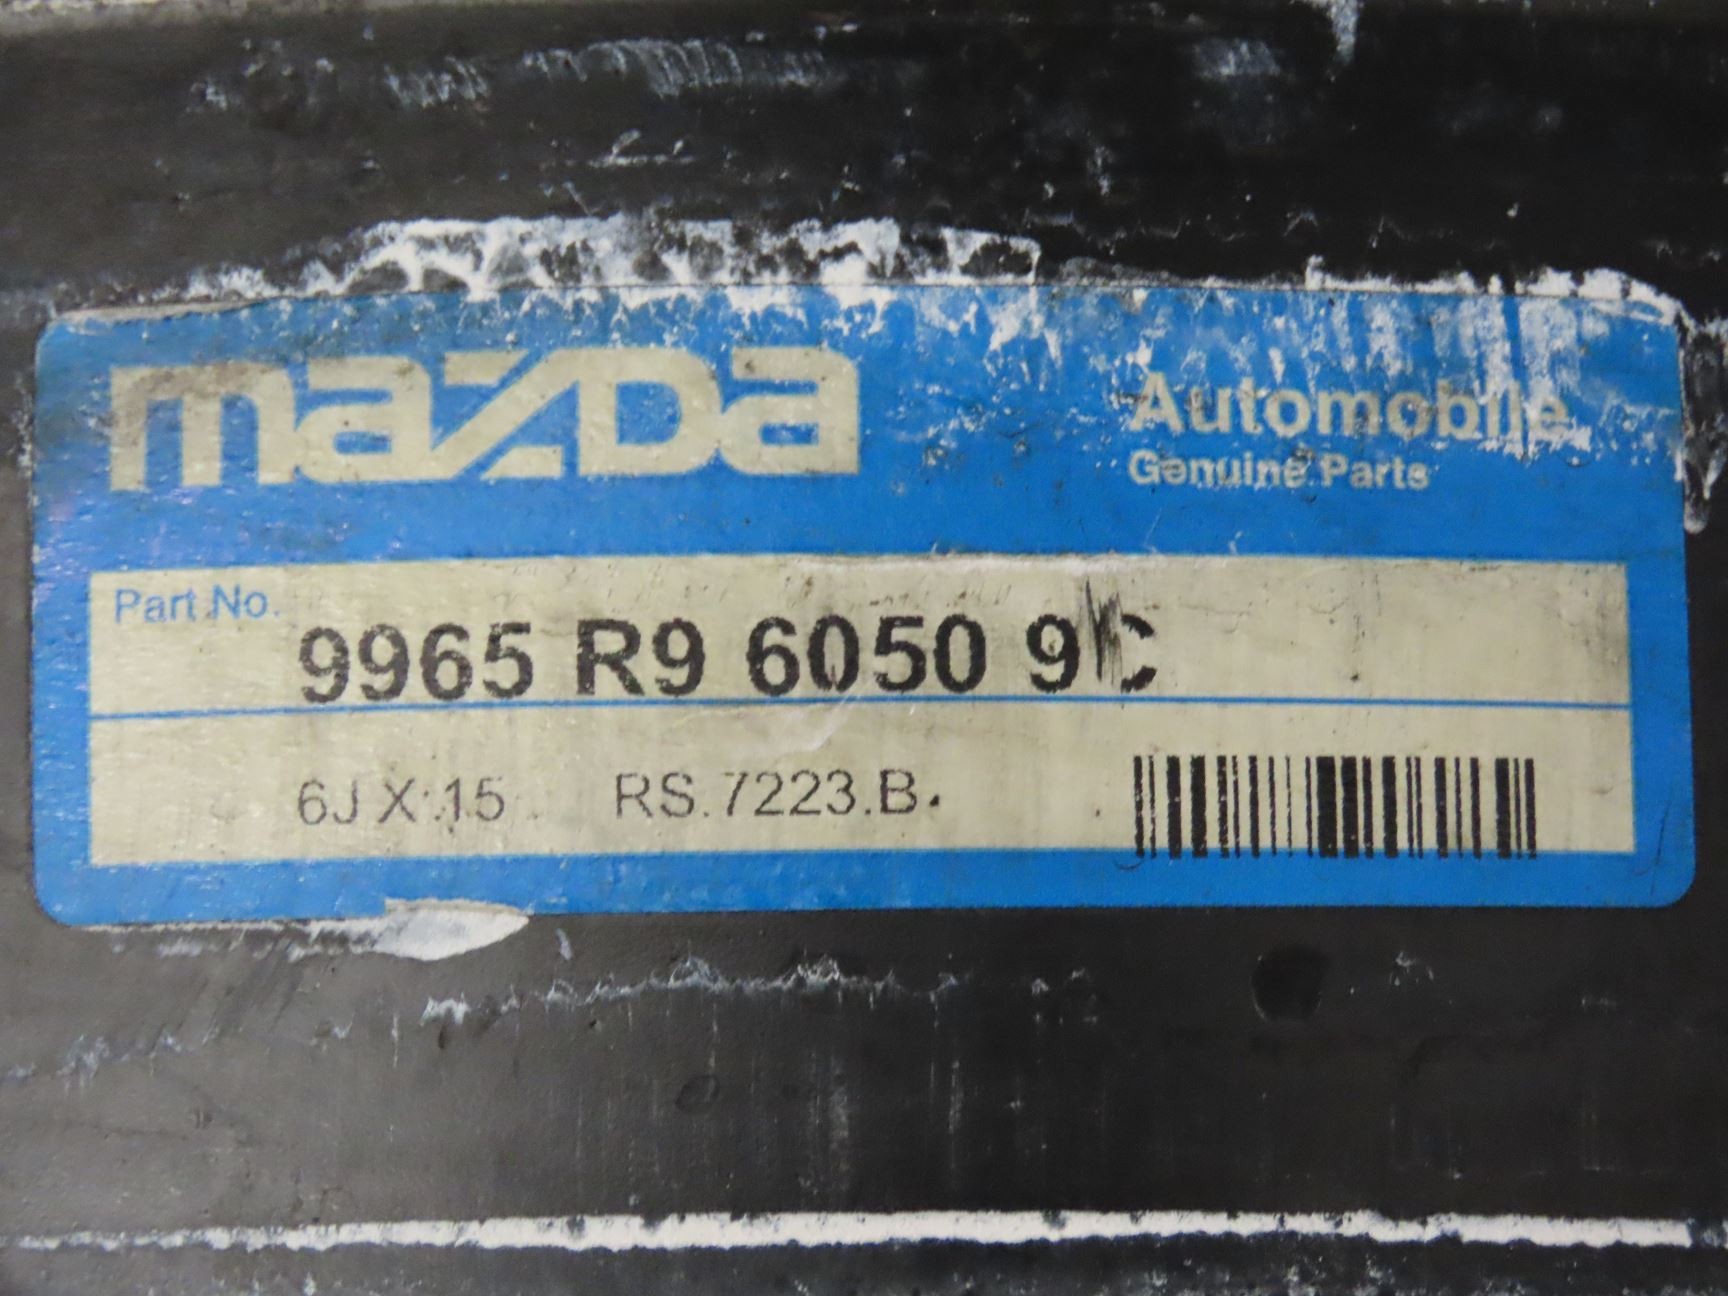 mazda
Automobile
Genuine Parts
Part No.
9965 R9 6050 9C
6J X 15 RS.7223.B.